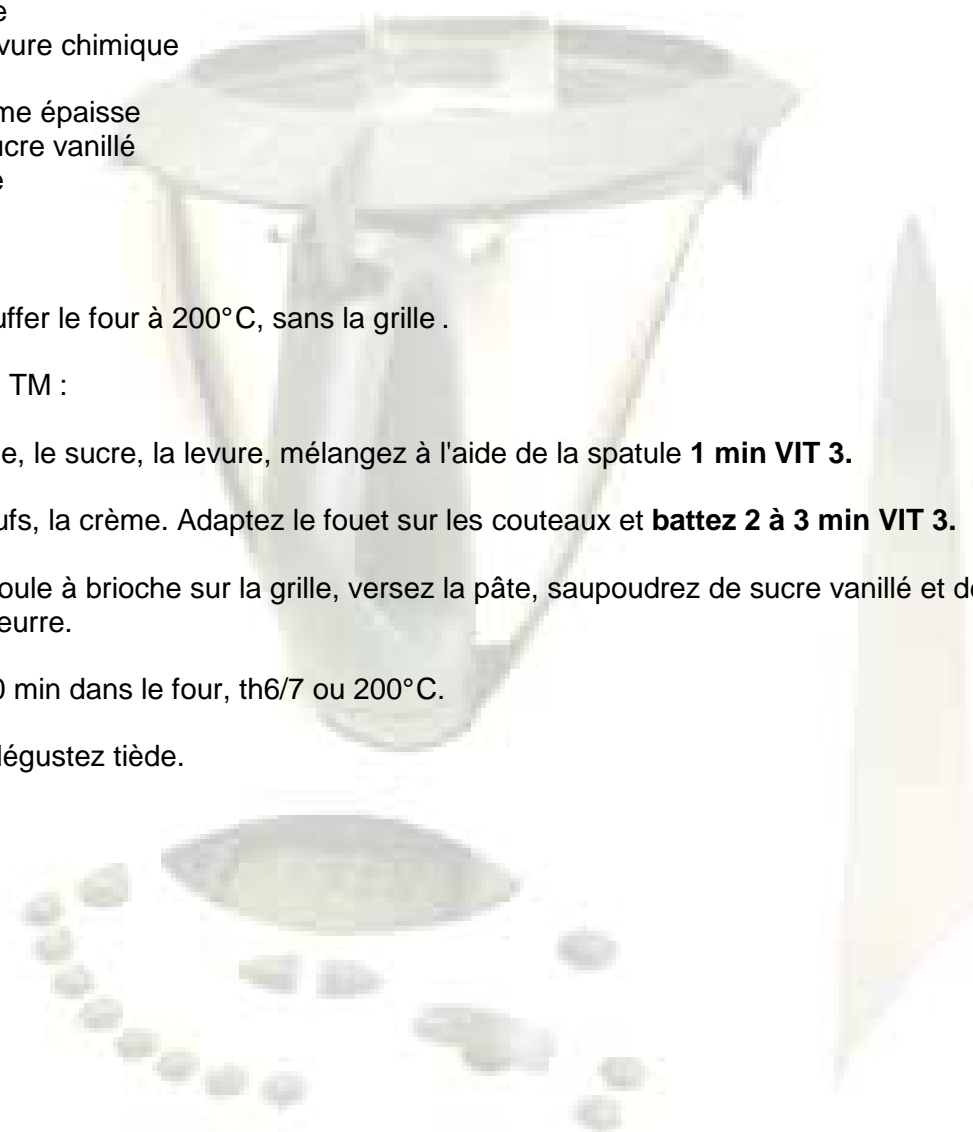 e
vure chimique
me épaisse
ucre vanillé
e
uffer le four à 200°C, sans la grille .
TM :
e, le sucre, la levure, mélangez à l'aide de la spatule 1 min VIT 3.
ufs, la crème. Adaptez le fouet sur les couteaux et battez 2 à 3 min VIT 3.
oule à brioche sur la grille, versez la pâte, saupoudrez de sucre vanillé et de
eurre.
0 min dans le four, th6/7 ou 200°C.
dégustez tiède.